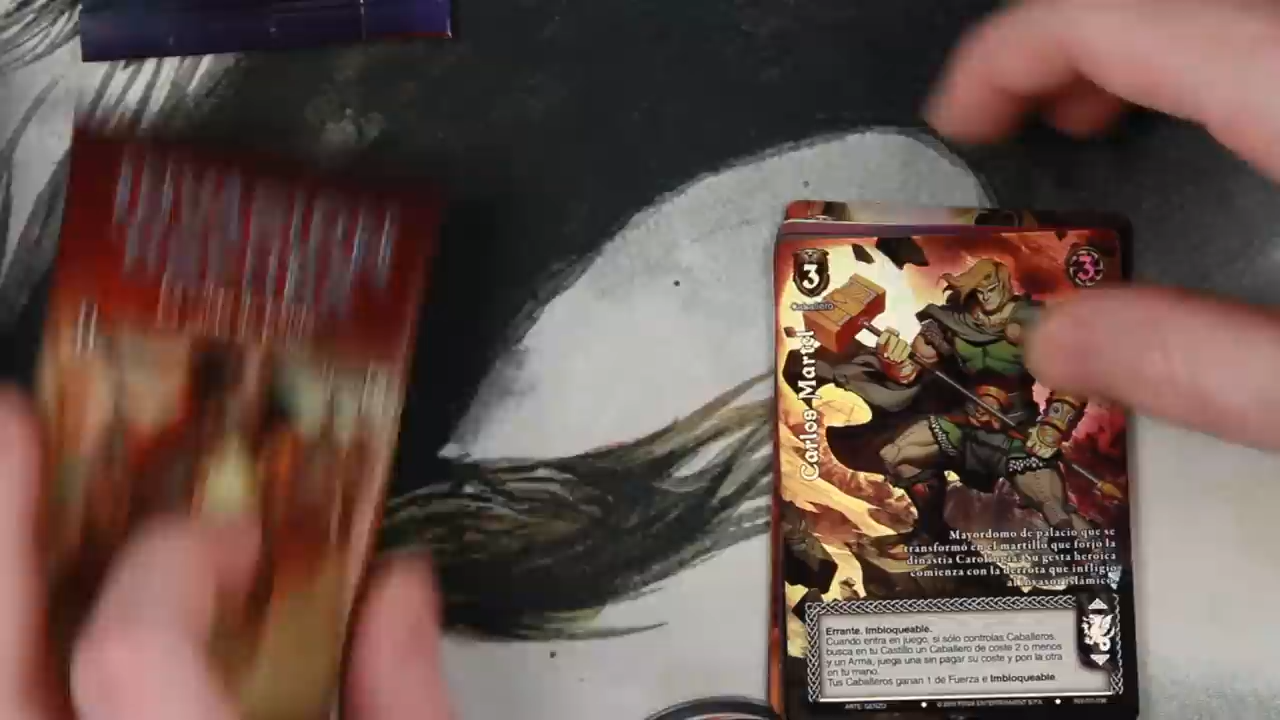 3
3
Caballero
Carlos Martel
Mayordomo de palacio que se
transformó en el martillo que forjó la
dinastía Carolingia. Su gesta heroica
comienza con la derrota que infligió
al invasor islámico.
Errante. Imbloqueable.
Cuando entra en juego, si sólo controlas Caballeros,
busca en tu Castillo un Caballero de coste 2 o menos
y un Arma, juega una sin pagar su coste y pon la otra
en tu mano.
Tus Caballeros ganan 1 de Fuerza e Imbloqueable.
ARTE: GENZO